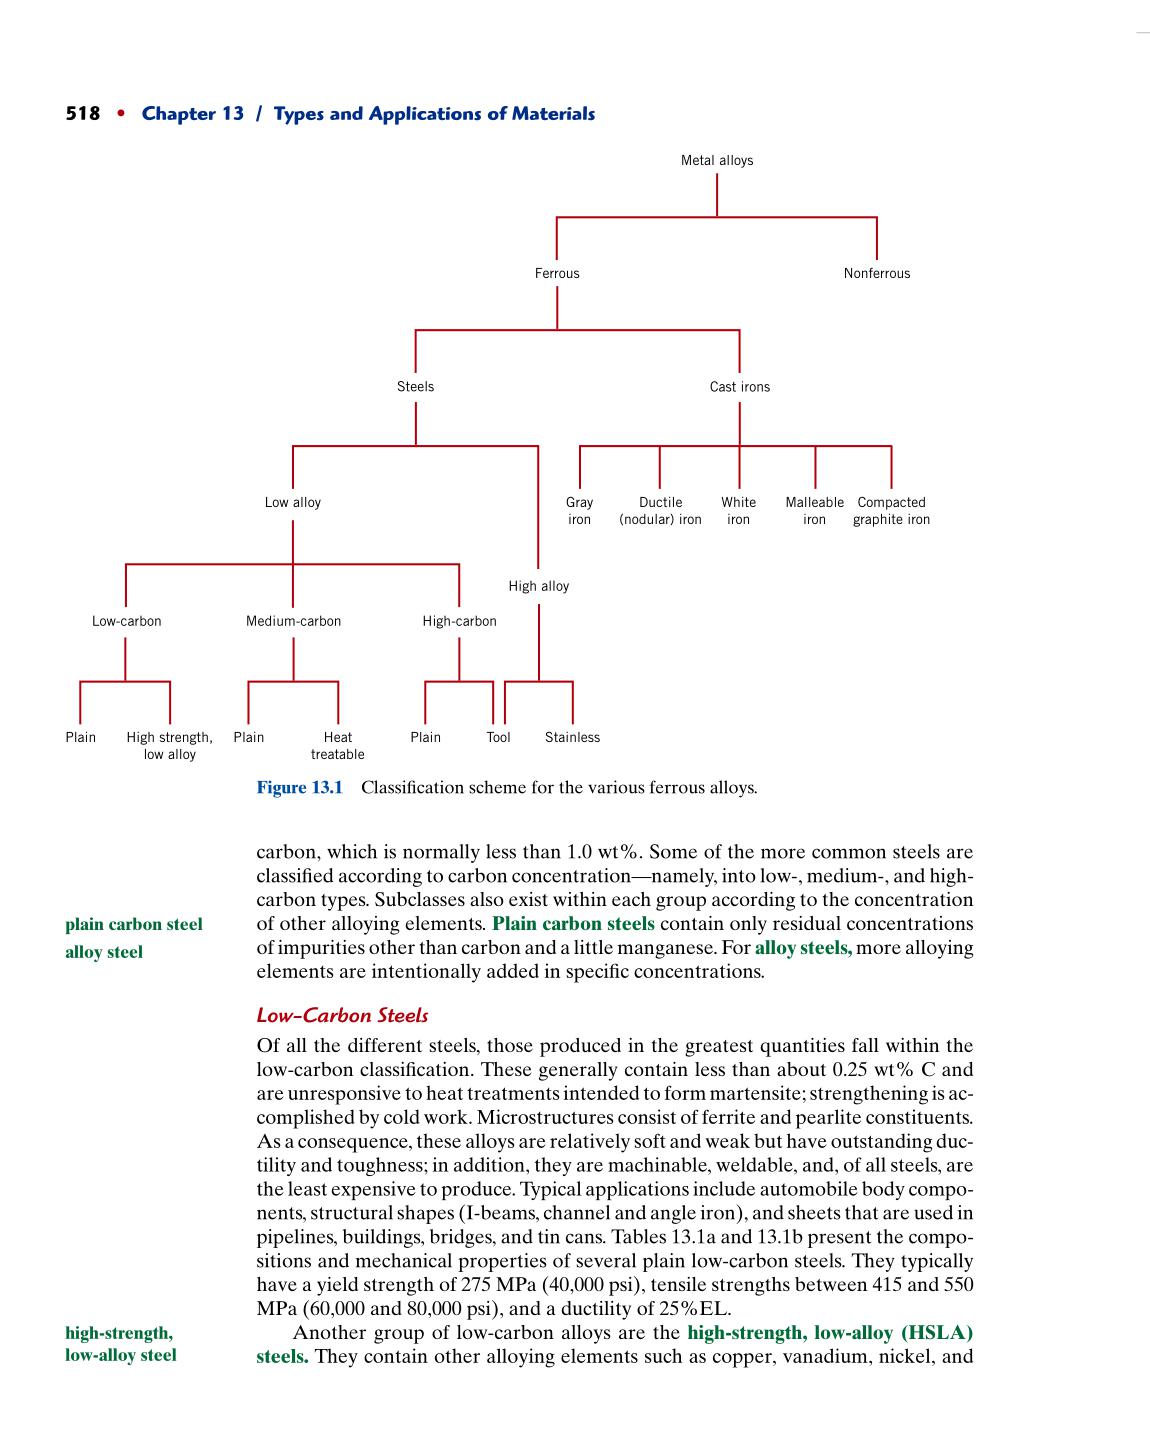 518 • Chapter 13 / Types and Applications of Materials
Metal alloys
Ferrous
Nonferrous
Steels
Cast irons
Low alloy
Gray
iron
Ductile
(nodular) iron
White
iron
Malleable
iron
Compacted
graphite iron
High alloy
Low-carbon
Medium-carbon
High-carbon
Plain
High strength,
low alloy
Plain
Heat
treatable
Plain
Tool
Stainless
Figure 13.1 Classification scheme for the various ferrous alloys.
carbon, which is normally less than 1.0 wt%. Some of the more common steels are
classified according to carbon concentration—namely, into low-, medium-, and high-
carbon types. Subclasses also exist within each group according to the concentration
plain carbon steel
of other alloying elements. Plain carbon steels contain only residual concentrations
alloy steel
of impurities other than carbon and a little manganese. For alloy steels, more alloying
elements are intentionally added in specific concentrations.
Low-Carbon Steels
Of all the different steels, those produced in the greatest quantities fall within the
low-carbon classification. These generally contain less than about 0.25 wt% C and
are unresponsive to heat treatments intended to form martensite; strengthening is ac-
complished by cold work. Microstructures consist of ferrite and pearlite constituents.
As a consequence, these alloys are relatively soft and weak but have outstanding duc-
tility and toughness; in addition, they are machinable, weldable, and, of all steels, are
the least expensive to produce. Typical applications include automobile body compo-
nents, structural shapes (I-beams, channel and angle iron), and sheets that are used in
pipelines, buildings, bridges, and tin cans. Tables 13.1a and 13.1b present the compo-
sitions and mechanical properties of several plain low-carbon steels. They typically
have a yield strength of 275 MPa (40,000 psi), tensile strengths between 415 and 550
MPa (60,000 and 80,000 psi), and a ductility of 25%EL.
high-strength,
low-alloy steel
Another group of low-carbon alloys are the high-strength, low-alloy (HSLA)
steels. They contain other alloying elements such as copper, vanadium, nickel, and